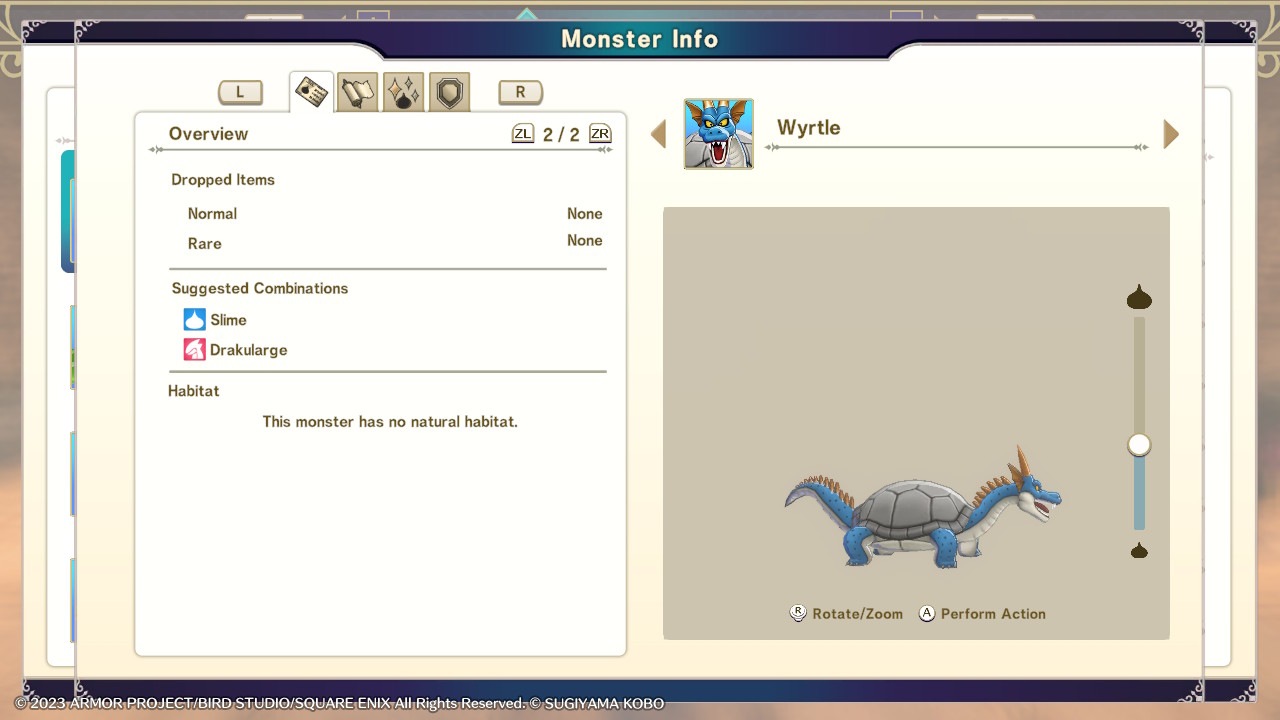 Monster Info
L
R
Overview
ZL 2 / 2 ZR
Dropped Items
Normal None
Rare None
Suggested Combinations
Slime
Drakularge
Habitat
This monster has no natural habitat.
Wyrtle
R Rotate/Zoom A Perform Action
© 2023 ARMOR PROJECT/BIRD STUDIO/SQUARE ENIX All Rights Reserved. © SUGIYAMA KOBO